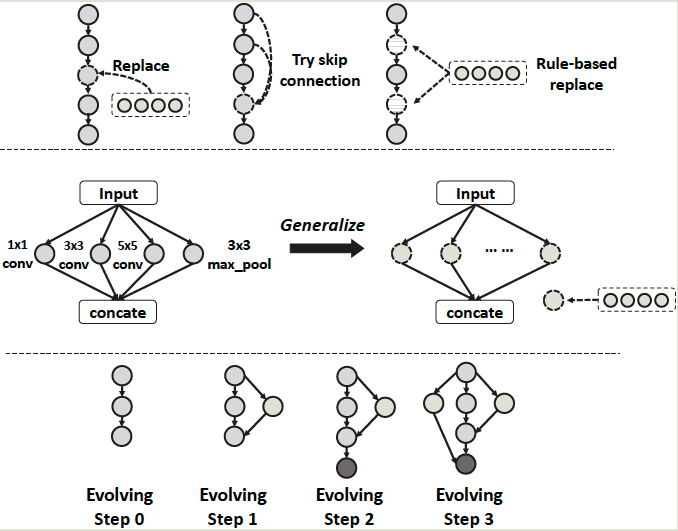 Replace
Try skip
connection
Rule-based
replace
Input
1x1
conv
3x3
conv
5x5
conv
3x3
max_pool
concate
Generalize
Input
... ...
concate
Evolving
Step 0
Evolving
Step 1
Evolving
Step 2
Evolving
Step 3